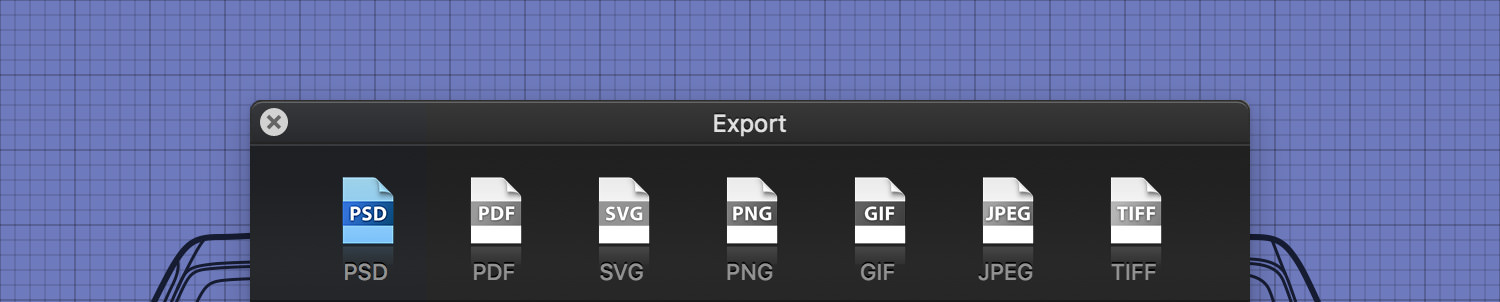 Export
PSD PDF SVG PNG GIF JPEG TIFF
PSD PDF SVG PNG GIF JPEG TIFF